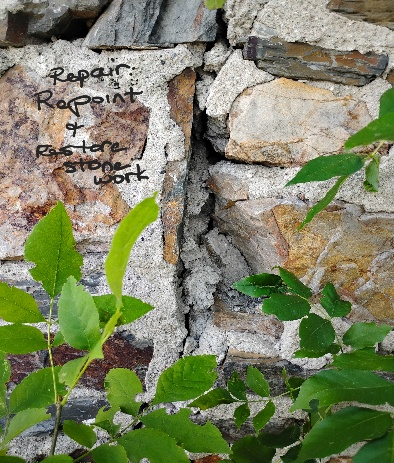 Repair
Repoint
+
Restore
stone
work